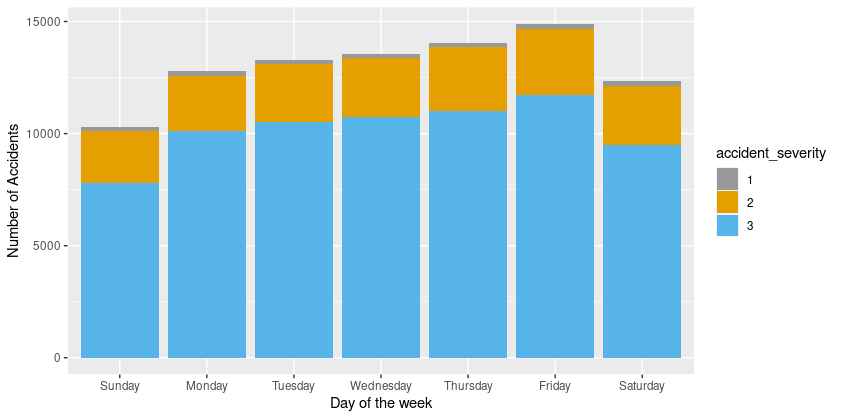 15000
10000
5000
0
Number of Accidents
Sunday Monday Tuesday Wednesday Thursday Friday Saturday
Day of the week
accident_severity
1
2
3